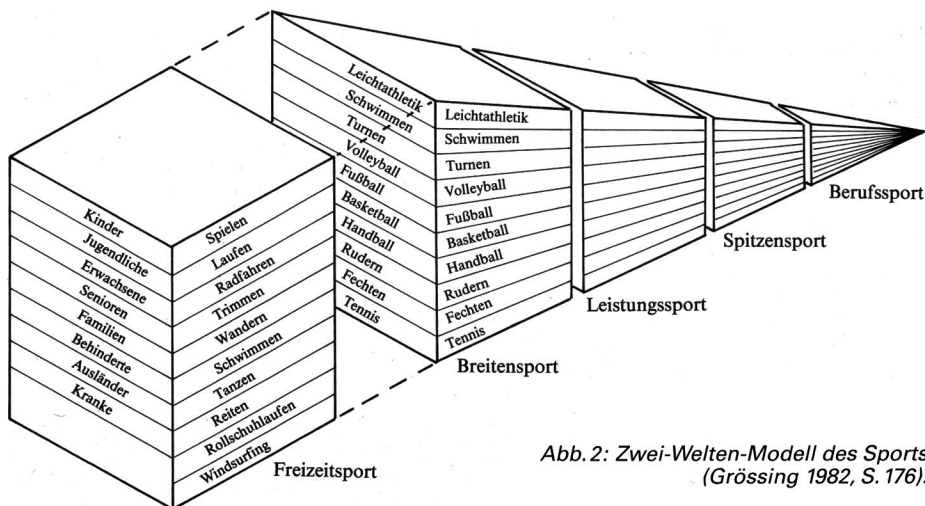 Kinder
Jugendliche
Erwachsene
Senioren
Familien
Behinderte
Ausländer
Kranke
Spielen
Laufen
Radfahren
Trimmen
Wandern
Schwimmen
Tanzen
Reiten
Rollschuhlaufen
Windsurfing
Freizeitsport
Leichtathletik
Schwimmen
Turnen
Volleyball
Fußball
Basketball
Handball
Rudern
Fechten
Tennis
Leichtathletik
Schwimmen
Turnen
Volleyball
Fußball
Basketball
Handball
Rudern
Fechten
Tennis
Breitensport
Leistungssport
Spitzensport
Berufssport
Abb. 2: Zwei-Welten-Modell des Sports
(Grössing 1982, S. 176).